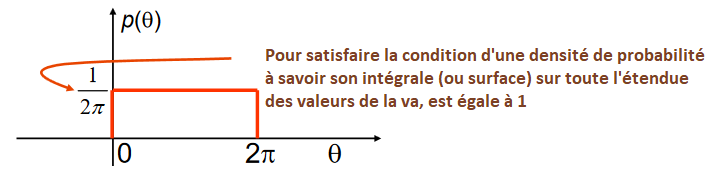 p(θ)
Pour satisfaire la condition d'une densité de probabilité
à savoir son intégrale (ou surface) sur toute l'étendue
des valeurs de la va, est égale à 1
1
2π
0 2π θ